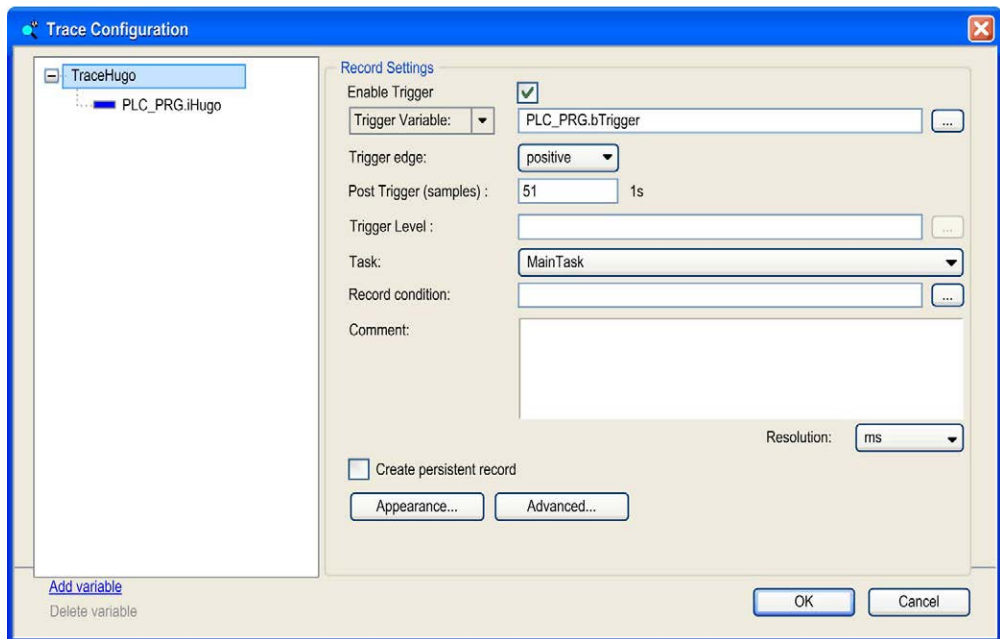 Trace Configuration
TraceHugo
PLC_PRG.iHugo
Record Settings
Enable Trigger
Trigger Variable: PLC_PRG.bTrigger ...
Trigger edge: positive
Post Trigger (samples) : 51 1s
Trigger Level : ...
Task: MainTask
Record condition: ...
Comment:
Resolution: ms
Create persistent record
Appearance... Advanced...
Add variable
Delete variable
OK Cancel